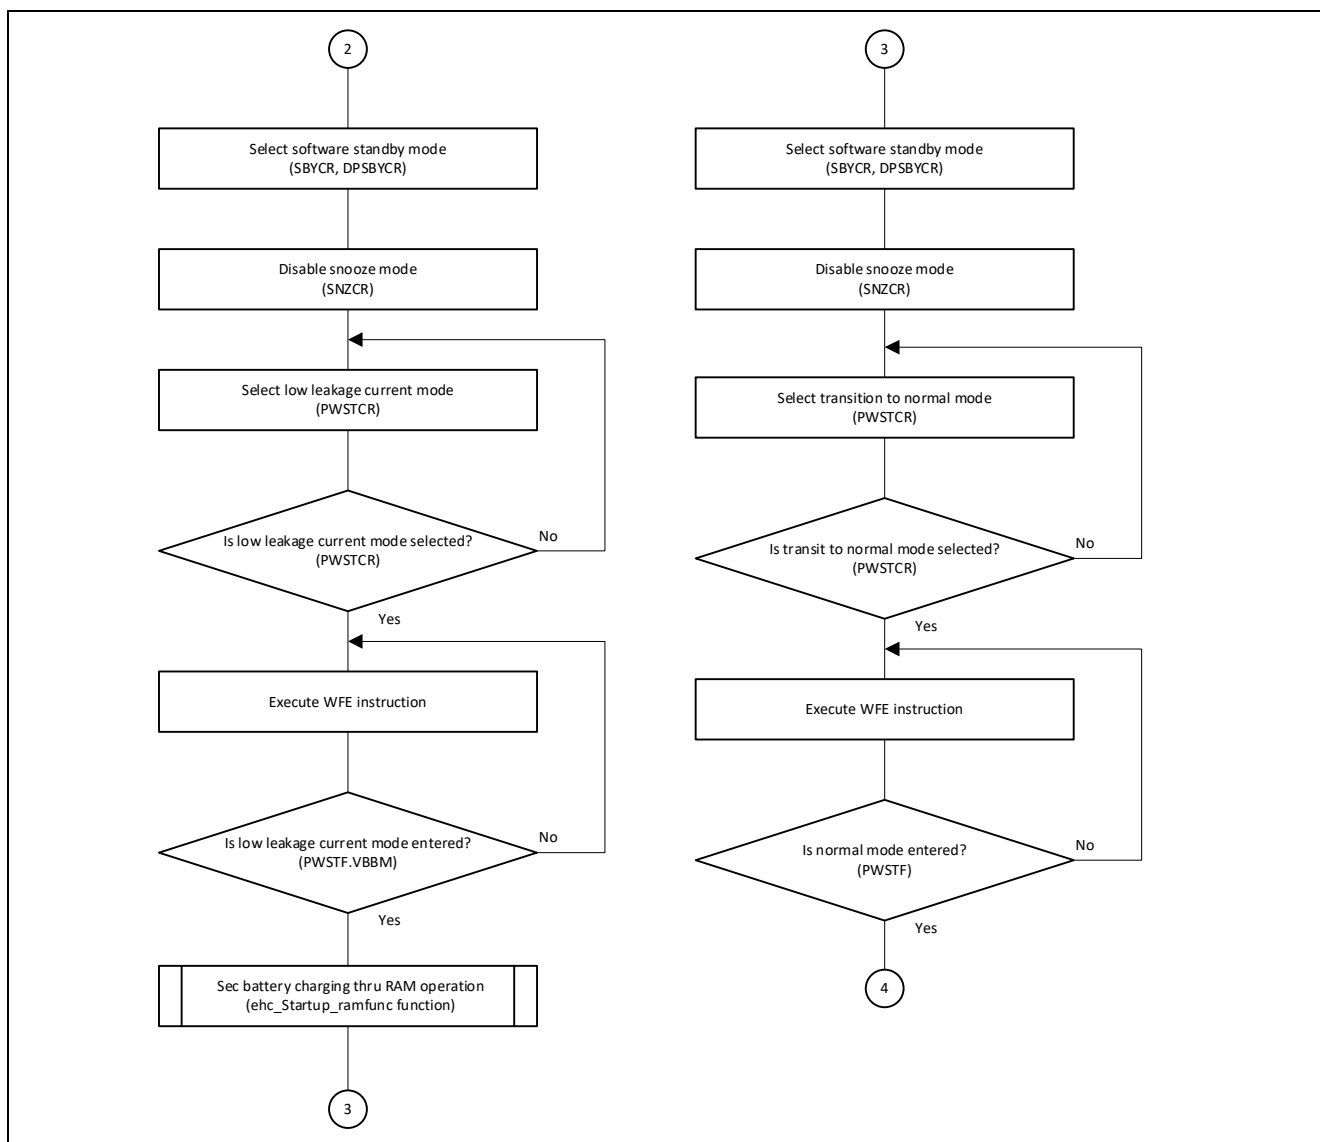 2
Select software standby mode
(SBYCR, DPSBYCR)
Disable snooze mode
(SNZCR)
Select low leakage current mode
(PWSTCR)
Is low leakage current mode selected?
(PWSTCR)
No
Yes
Execute WFE instruction
Is low leakage current mode entered?
(PWSTF.VBBM)
No
Yes
Sec battery charging thru RAM operation
(ehc_Startup_ramfunc function)
3
3
Select software standby mode
(SBYCR, DPSBYCR)
Disable snooze mode
(SNZCR)
Select transition to normal mode
(PWSTCR)
Is transit to normal mode selected?
(PWSTCR)
No
Yes
Execute WFE instruction
Is normal mode entered?
(PWSTF)
No
Yes
4